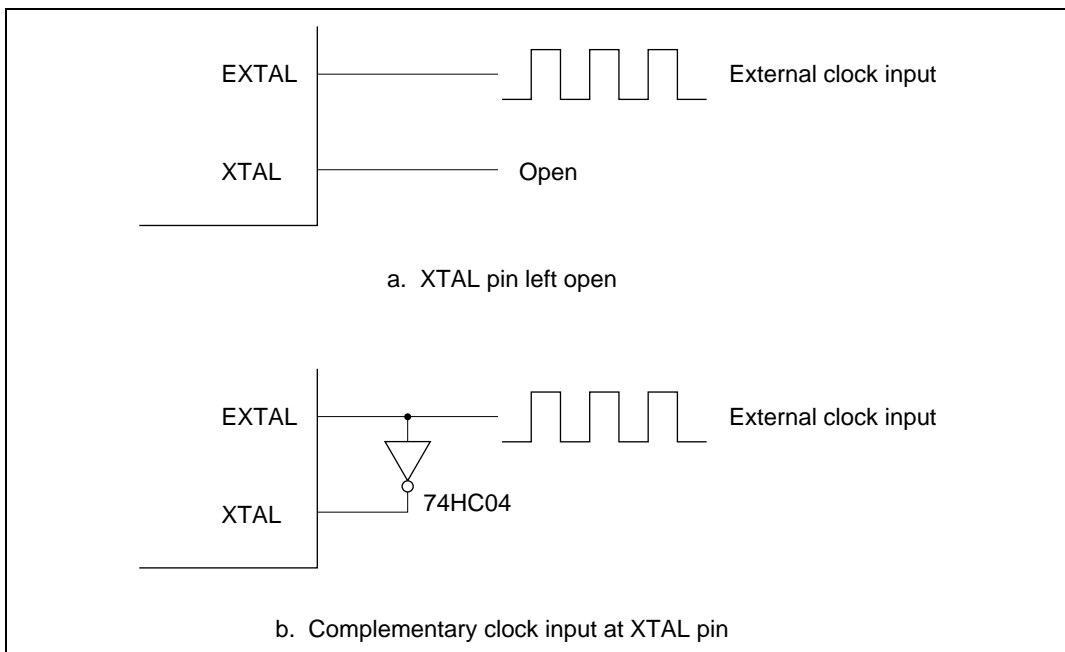 EXTAL
External clock input
XTAL
Open
a. XTAL pin left open
EXTAL
External clock input
74HC04
XTAL
b. Complementary clock input at XTAL pin